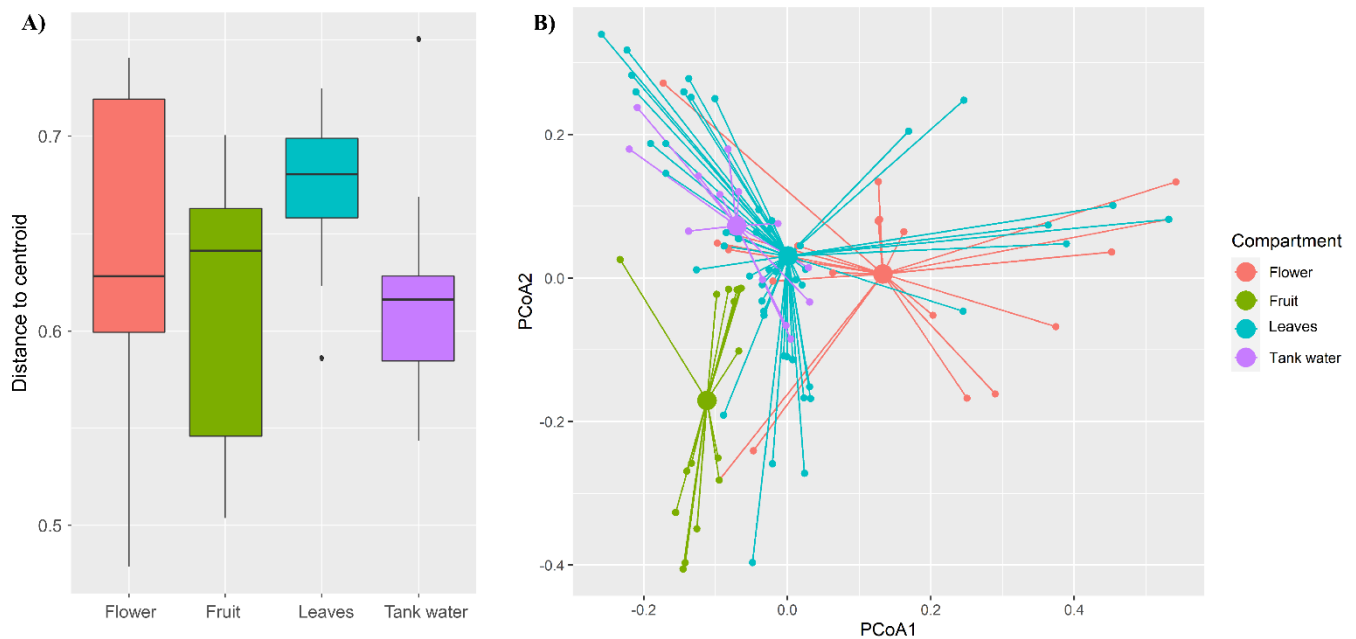 A)
Distance to centroid
0.7
0.6
0.5
Flower Fruit Leaves Tank water
B)
PCoA2
0.2
0.0
-0.2
-0.4
-0.2 0.0 0.2 0.4
PCoA1
Compartment
Flower
Fruit
Leaves
Tank water